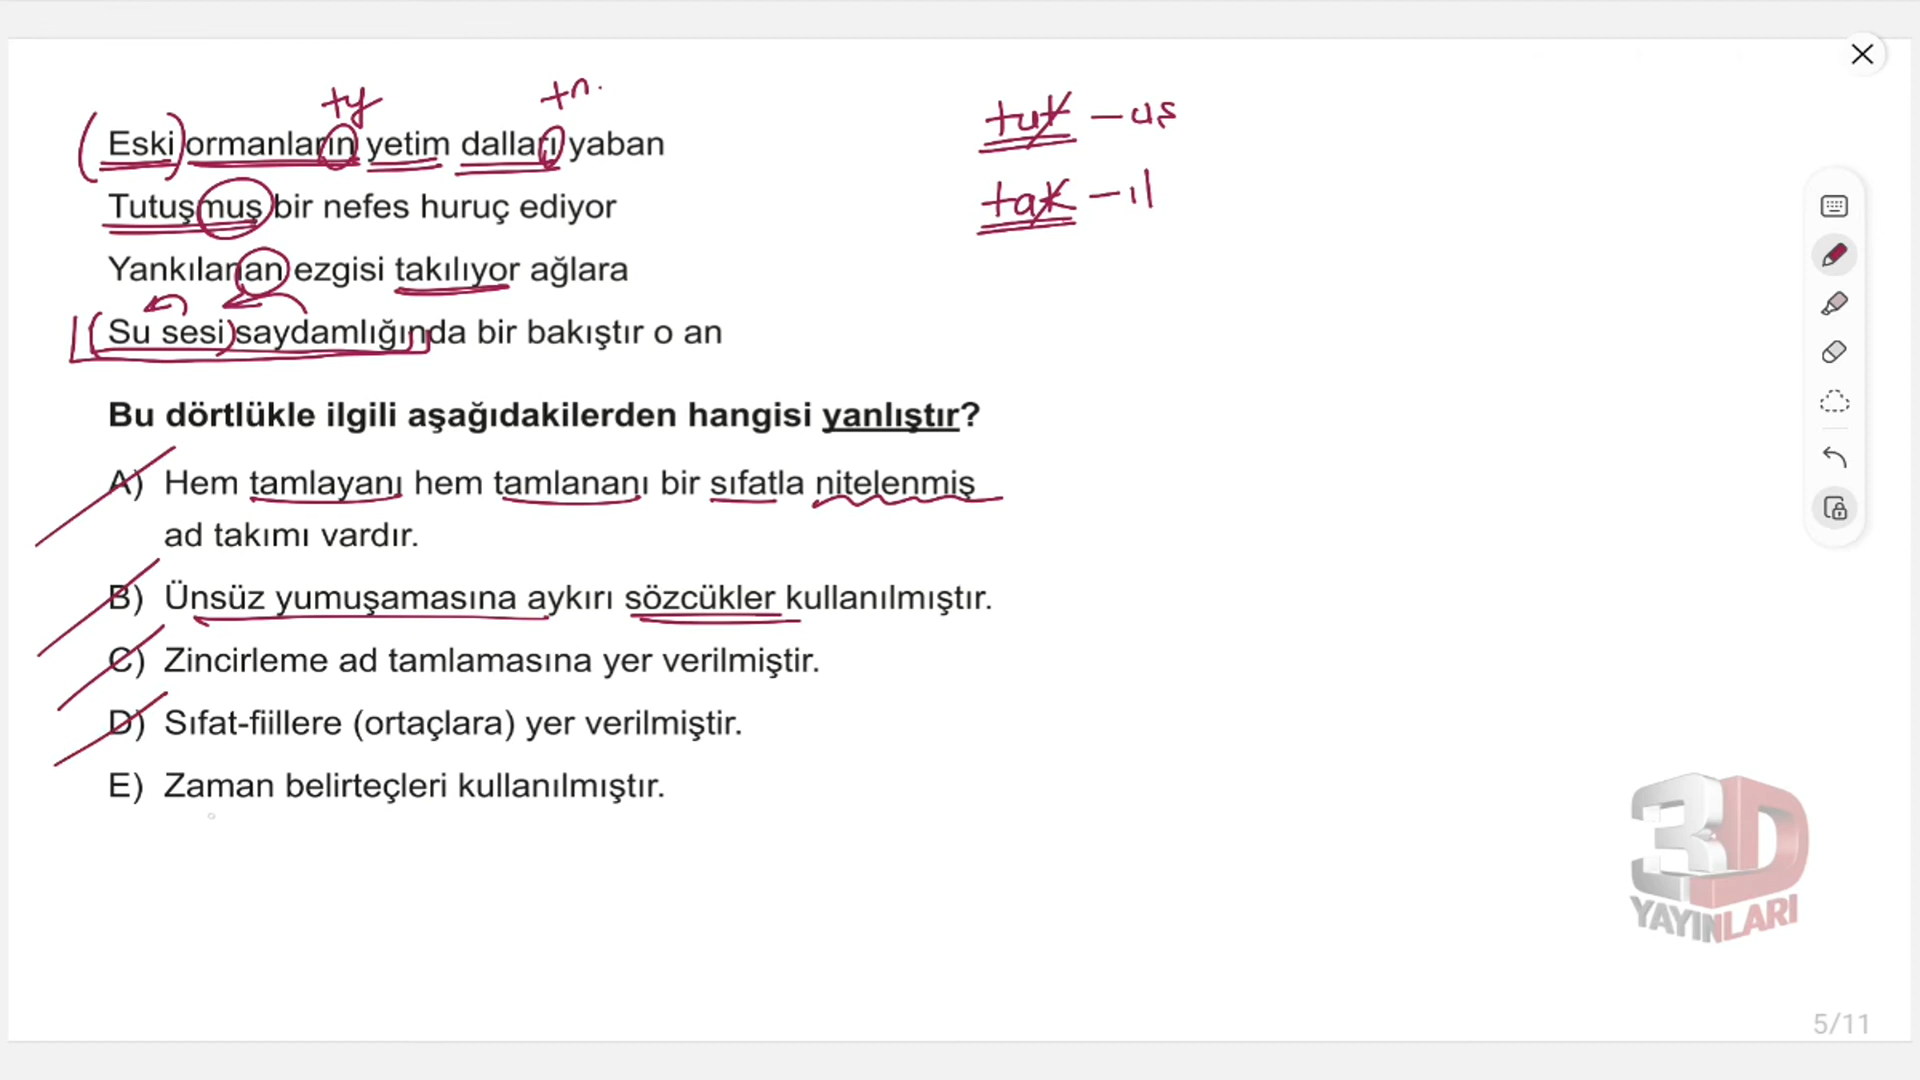 ty
tn.
Eski ormanların yetim dalları yaban
Tutuşmuş bir nefes huruç ediyor
Yankılanan ezgisi takılıyor ağlara
Su sesi saydamlığında bir bakıştır o an
tut -uş
tak -ıl
Bu dörtlükle ilgili aşağıdakilerden hangisi yanlıştır?
A) Hem tamlayanı hem tamlananı bir sıfatla nitelenmiş
ad takımı vardır.
B) Ünsüz yumuşamasına aykırı sözcükler kullanılmıştır.
C) Zincirleme ad tamlamasına yer verilmiştir.
D) Sıfat-fiillere (ortaçlara) yer verilmiştir.
E) Zaman belirteçleri kullanılmıştır.
3D
YAYINLARI
5/11